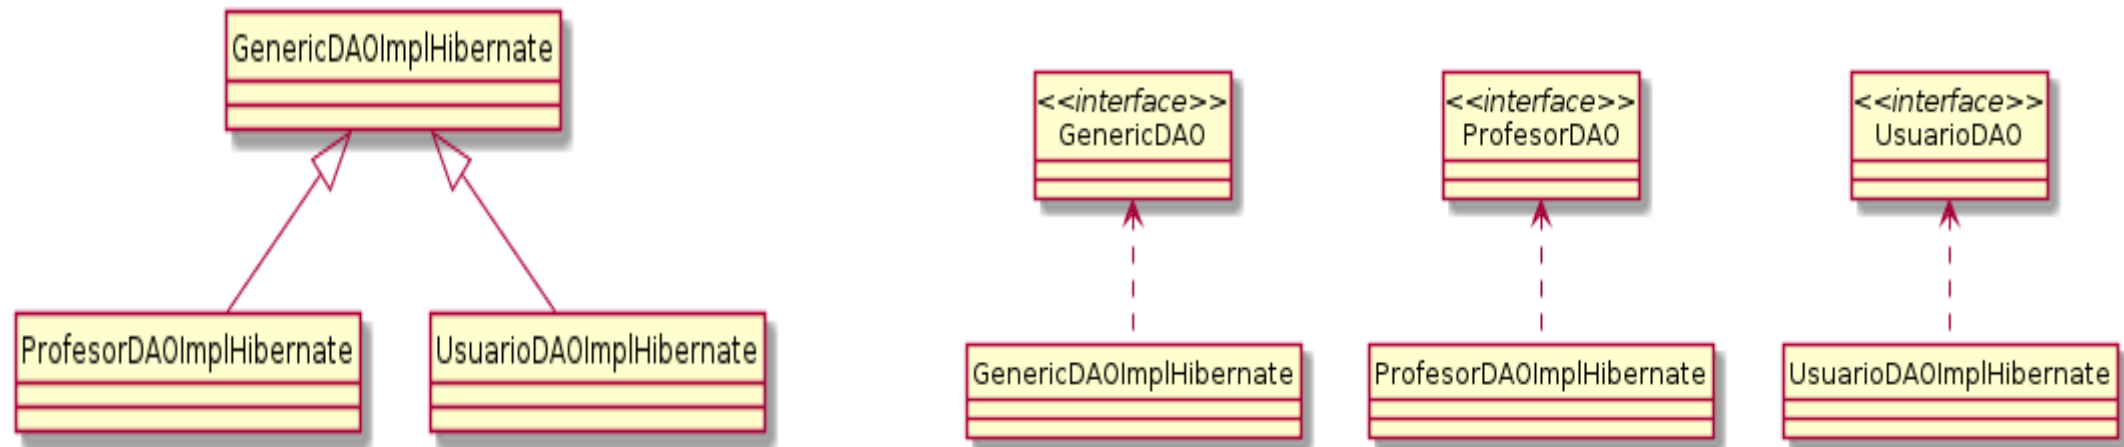 GenericDAOImplHibernate
ProfesorDAOImplHibernate
UsuarioDAOImplHibernate
<<interface>>
GenericDAO
<<interface>>
ProfesorDAO
<<interface>>
UsuarioDAO
GenericDAOImplHibernate
ProfesorDAOImplHibernate
UsuarioDAOImplHibernate